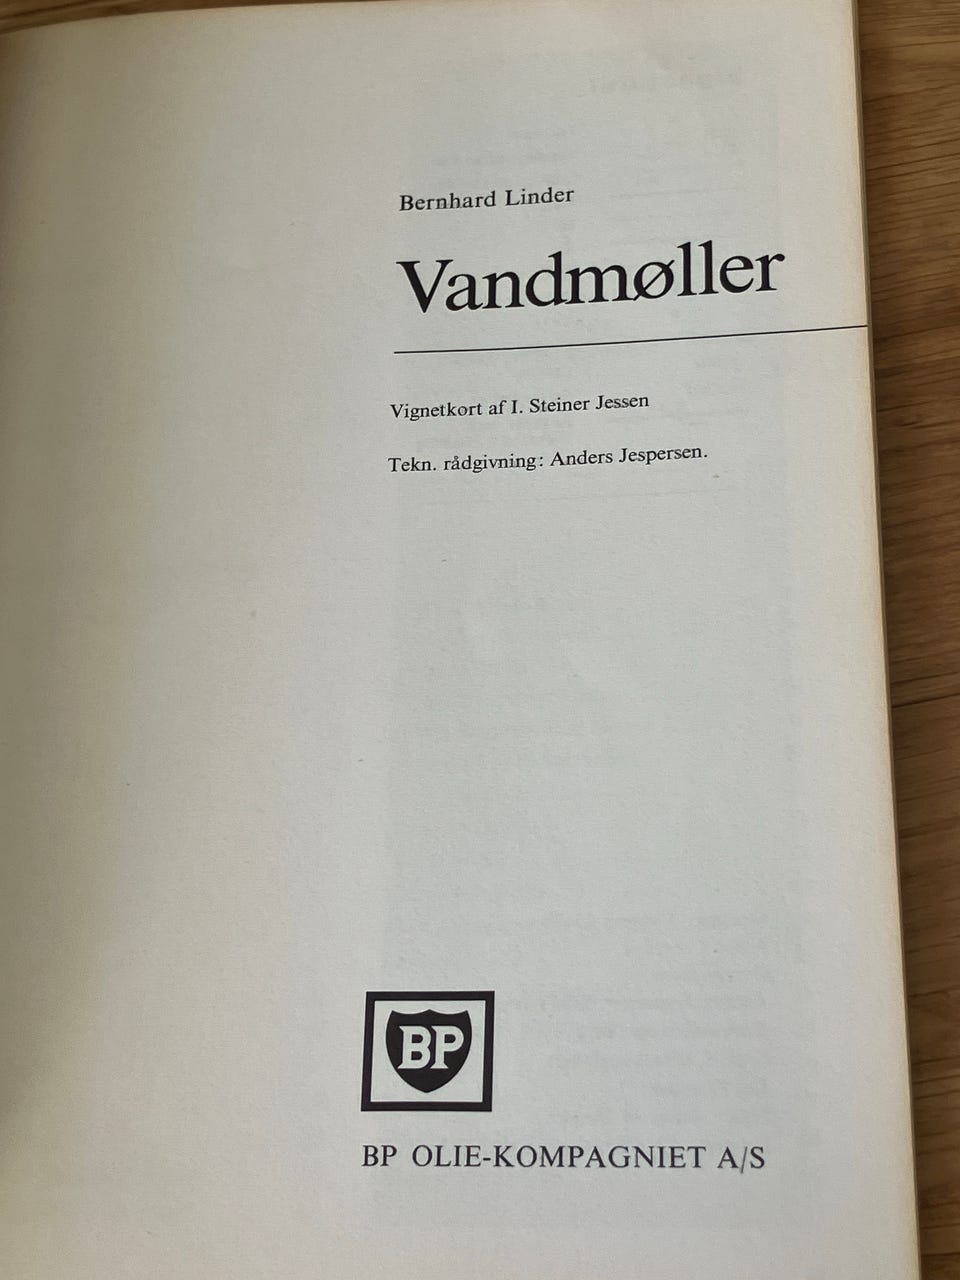 Bernhard Linder
Vandmøller
Vignetkort af I. Steiner Jessen
Tekn. rådgivning: Anders Jespersen.
BP
BP OLIE-KOMPAGNIET A/S